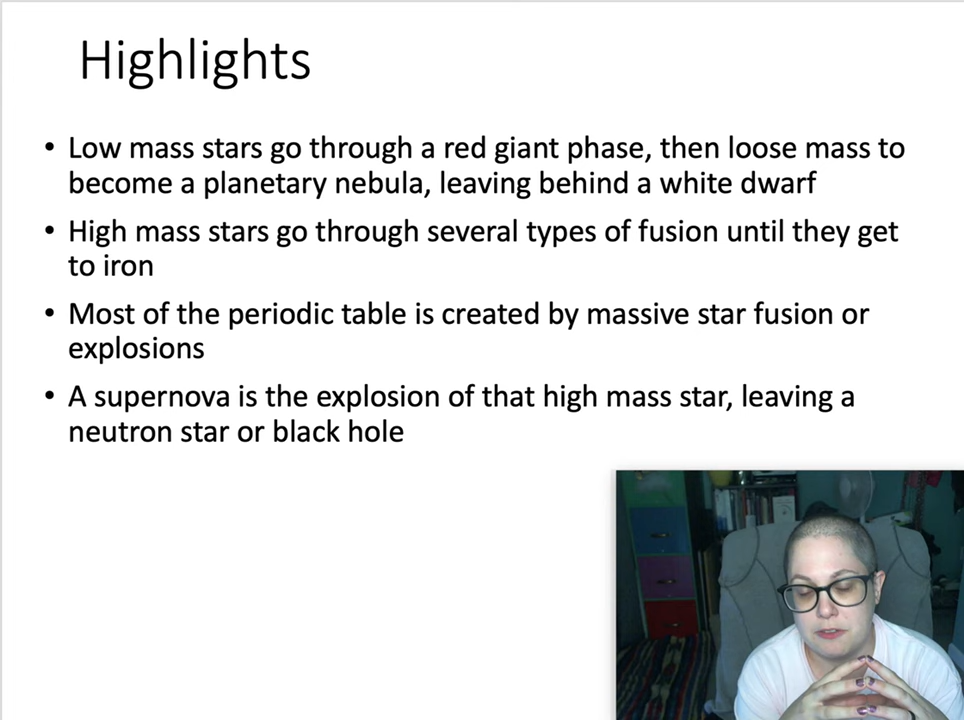 Highlights
• Low mass stars go through a red giant phase, then loose mass to
become a planetary nebula, leaving behind a white dwarf
• High mass stars go through several types of fusion until they get
to iron
• Most of the periodic table is created by massive star fusion or
explosions
• A supernova is the explosion of that high mass star, leaving a
neutron star or black hole